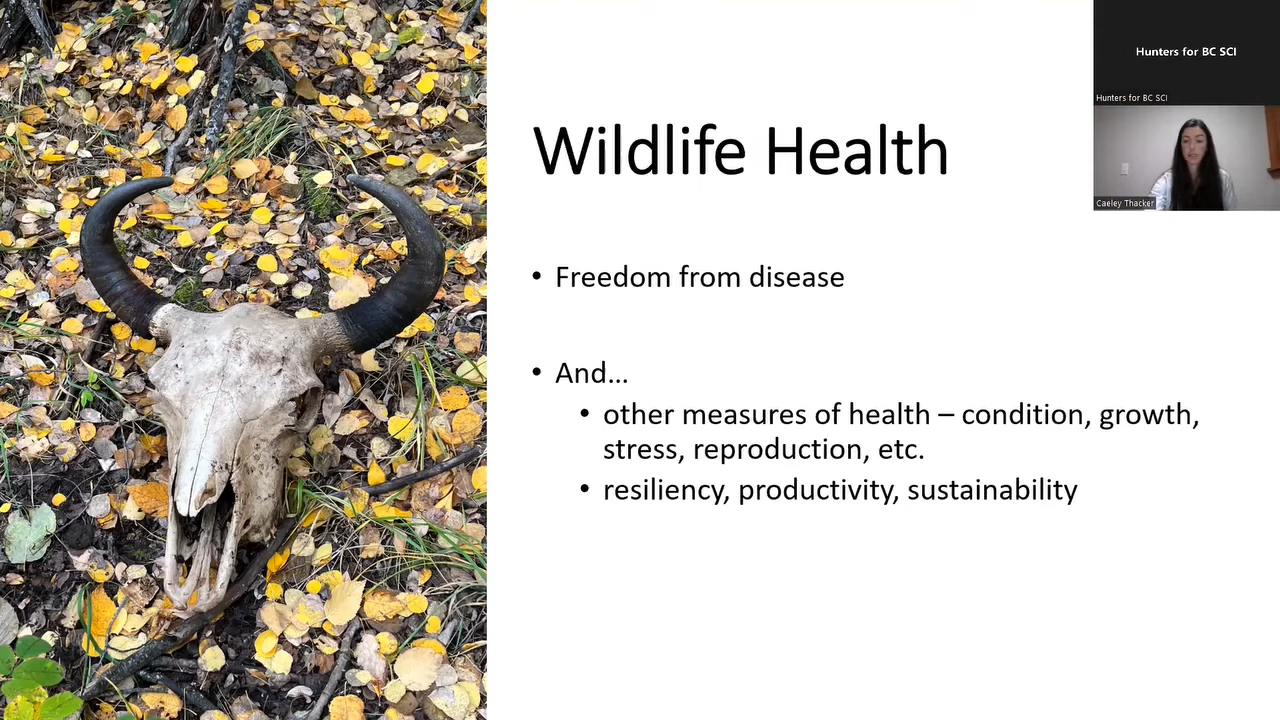 Wildlife Health
• Freedom from disease
• And…
• other measures of health – condition, growth,
stress, reproduction, etc.
• resiliency, productivity, sustainability
Hunters for BC SCI
Hunters for BC SCI
Caeley Thacker